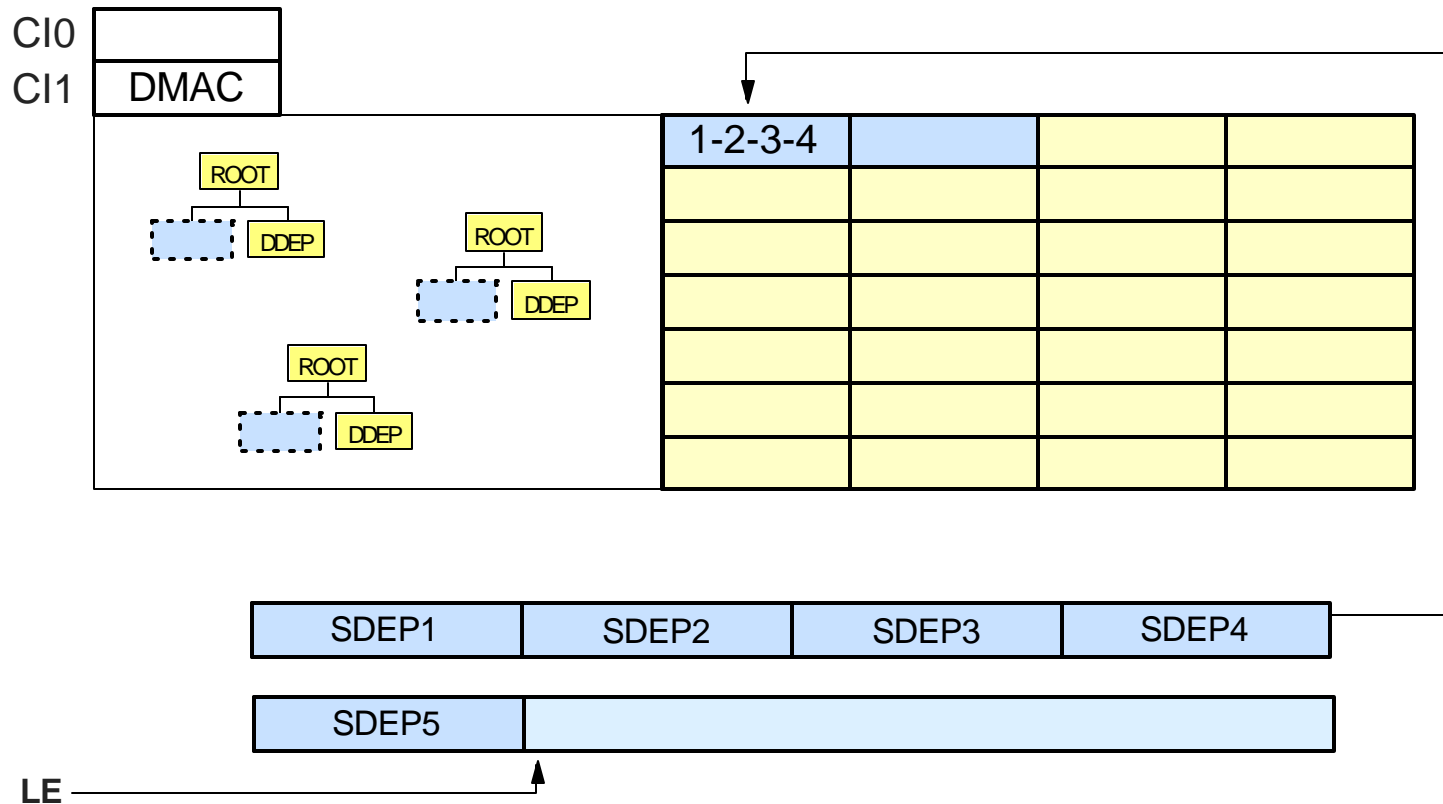 CI0
CI1 DMAC
1-2-3-4
ROOT
DDEP
ROOT
DDEP
ROOT
DDEP
SDEP1 SDEP2 SDEP3 SDEP4
SDEP5
LE